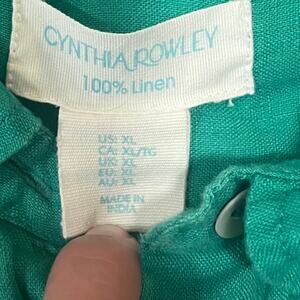 CYNTHIA ROWLEY
100% Linen
US: XL
CA: XL/TG
UK: XL
EU: XL
AU: XL
MADE IN
INDIA